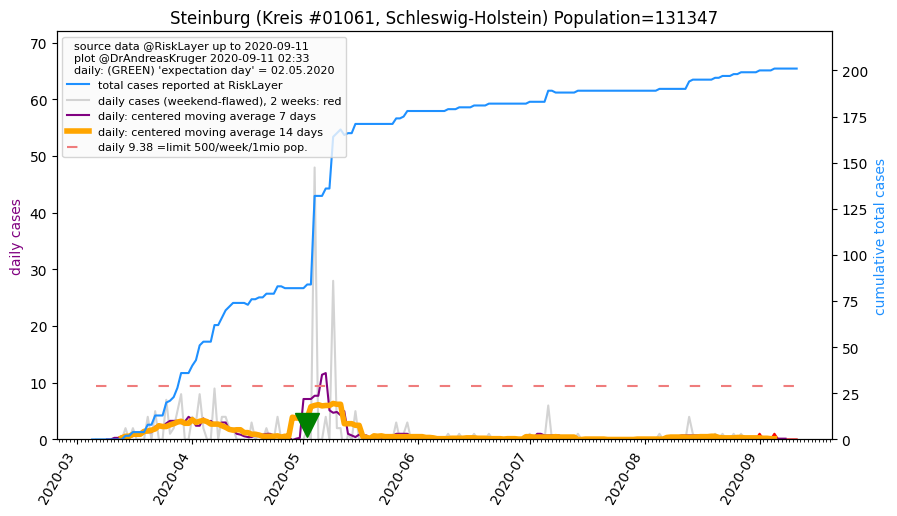 Steinburg (Kreis #01061, Schleswig-Holstein) Population=131347
source data @RiskLayer up to 2020-09-11
plot @DrAndreasKruger 2020-09-11 02:33
daily: (GREEN) 'expectation day' = 02.05.2020
total cases reported at RiskLayer
daily cases (weekend-flawed), 2 weeks: red
daily: centered moving average 7 days
daily: centered moving average 14 days
daily 9.38 =limit 500/week/1mio pop.
daily cases
70
60
50
40
30
20
10
0
cumulative total cases
200
175
150
125
100
75
50
25
0
2020-03
2020-04
2020-05
2020-06
2020-07
2020-08
2020-09